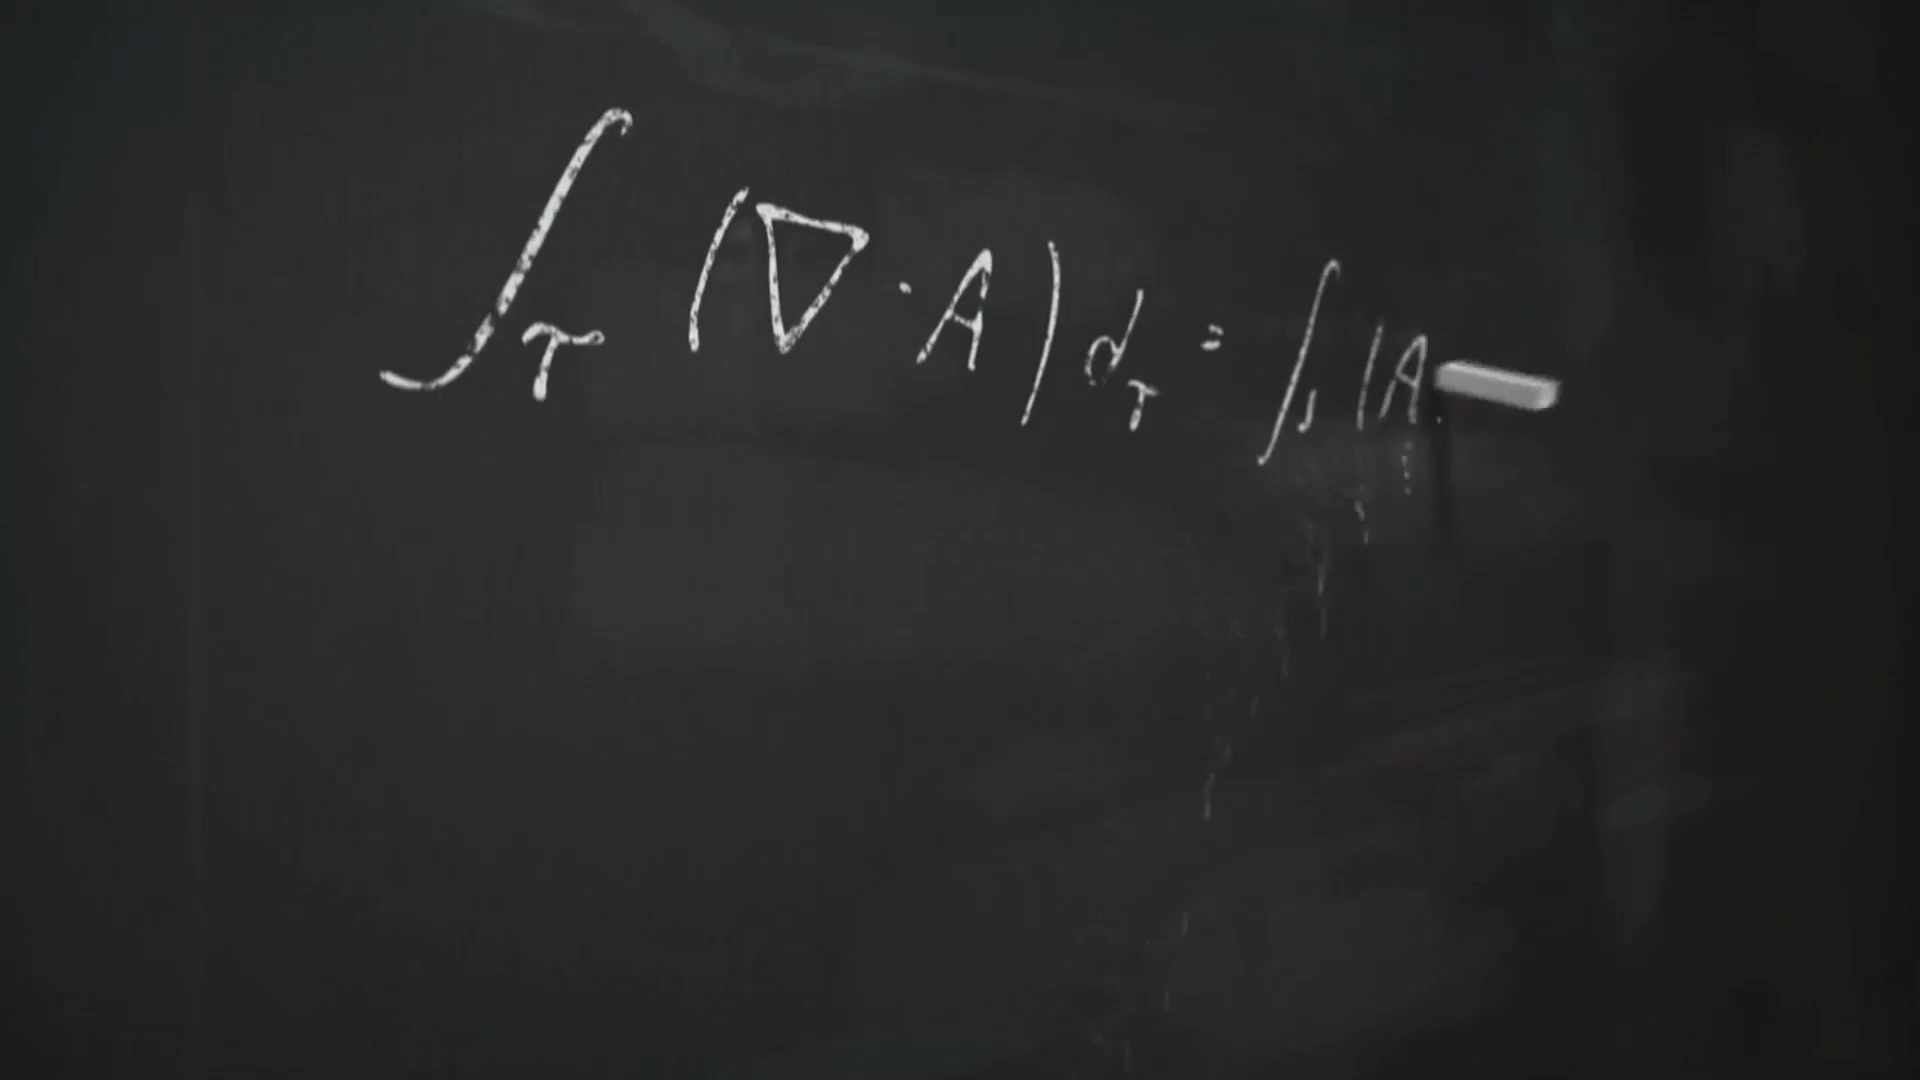 ∫τ (∇ · A) dτ = ∫s (A ·